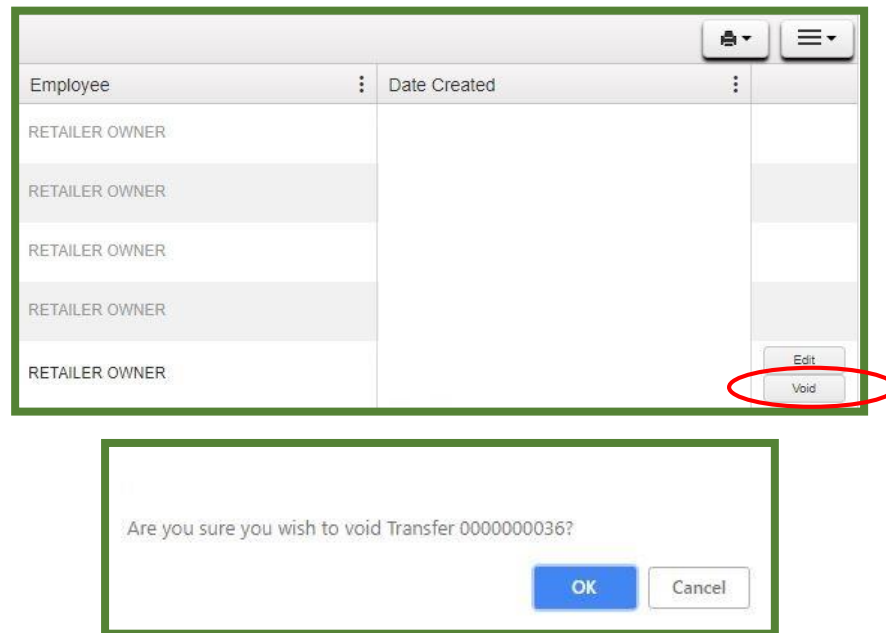 Employee Date Created
RETAILER OWNER
RETAILER OWNER
RETAILER OWNER
RETAILER OWNER
Edit
RETAILER OWNER
Void
Are you sure you wish to void Transfer 0000000036?
OK Cancel